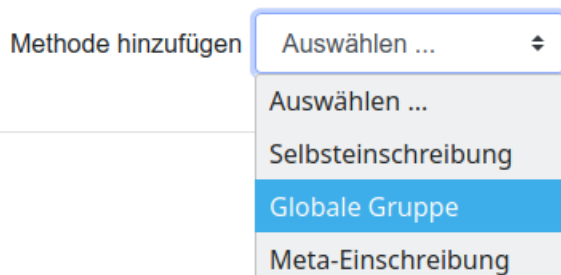 Methode hinzufügen Auswählen ...
Auswählen ...
Selbsteinschreibung
Globale Gruppe
Meta-Einschreibung